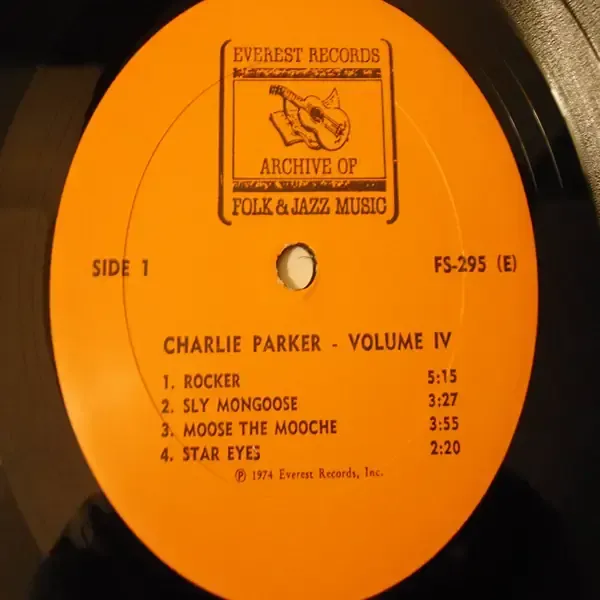 EVEREST RECORDS
ARCHIVE OF
FOLK & JAZZ MUSIC
SIDE 1
FS-295 (E)
CHARLIE PARKER - VOLUME IV
1. ROCKER 5:15
2. SLY MONGOOSE 3:27
3. MOOSE THE MOOCHE 3:55
4. STAR EYES 2:20
℗ 1974 Everest Records, Inc.